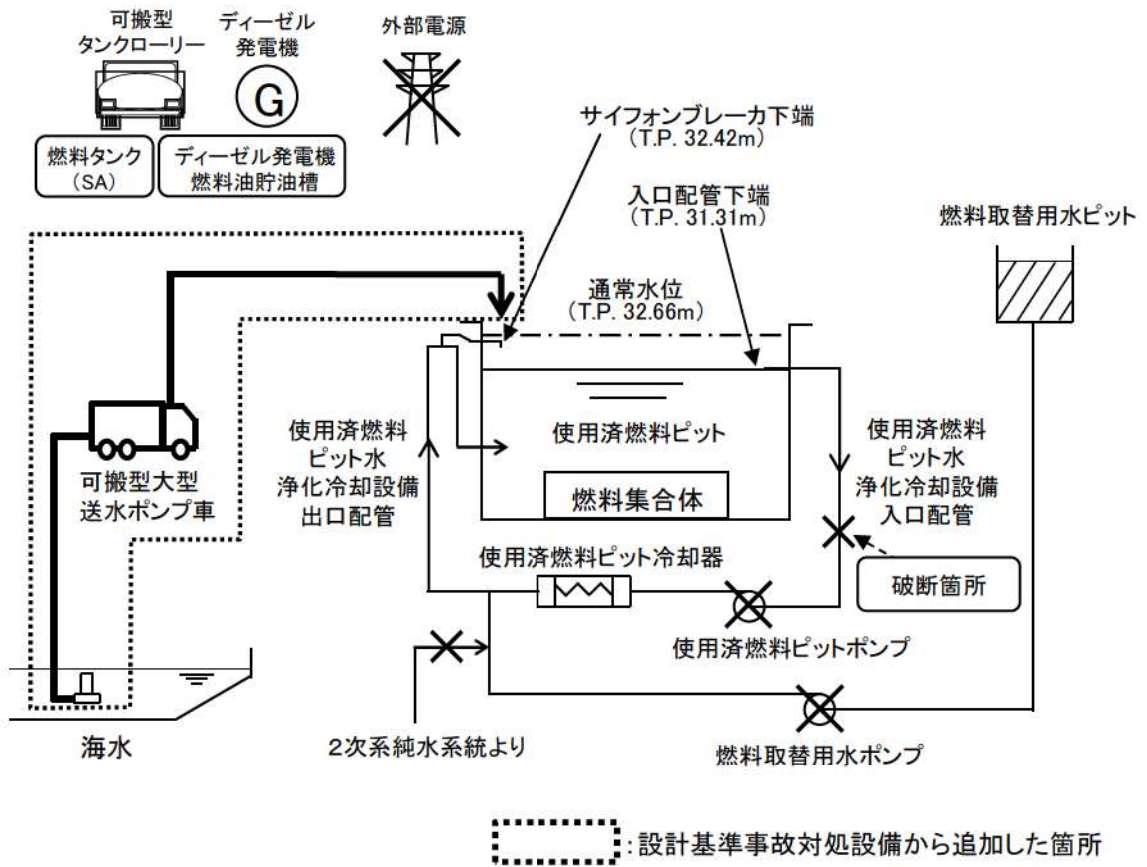 可搬型
タンクローリー
ディーゼル
発電機
外部電源
G
燃料タンク
(SA)
ディーゼル発電機
燃料油貯油槽
サイフォンブレーカ下端
(T.P. 32.42m)
入口配管下端
(T.P. 31.31m)
燃料取替用水ピット
通常水位
(T.P. 32.66m)
使用済燃料
ピット水
浄化冷却設備
出口配管
使用済燃料ピット
燃料集合体
使用済燃料
ピット水
浄化冷却設備
入口配管
可搬型大型
送水ポンプ車
使用済燃料ピット冷却器
破断箇所
使用済燃料ピットポンプ
海水
2次系純水系統より
燃料取替用水ポンプ
:設計基準事故対処設備から追加した箇所